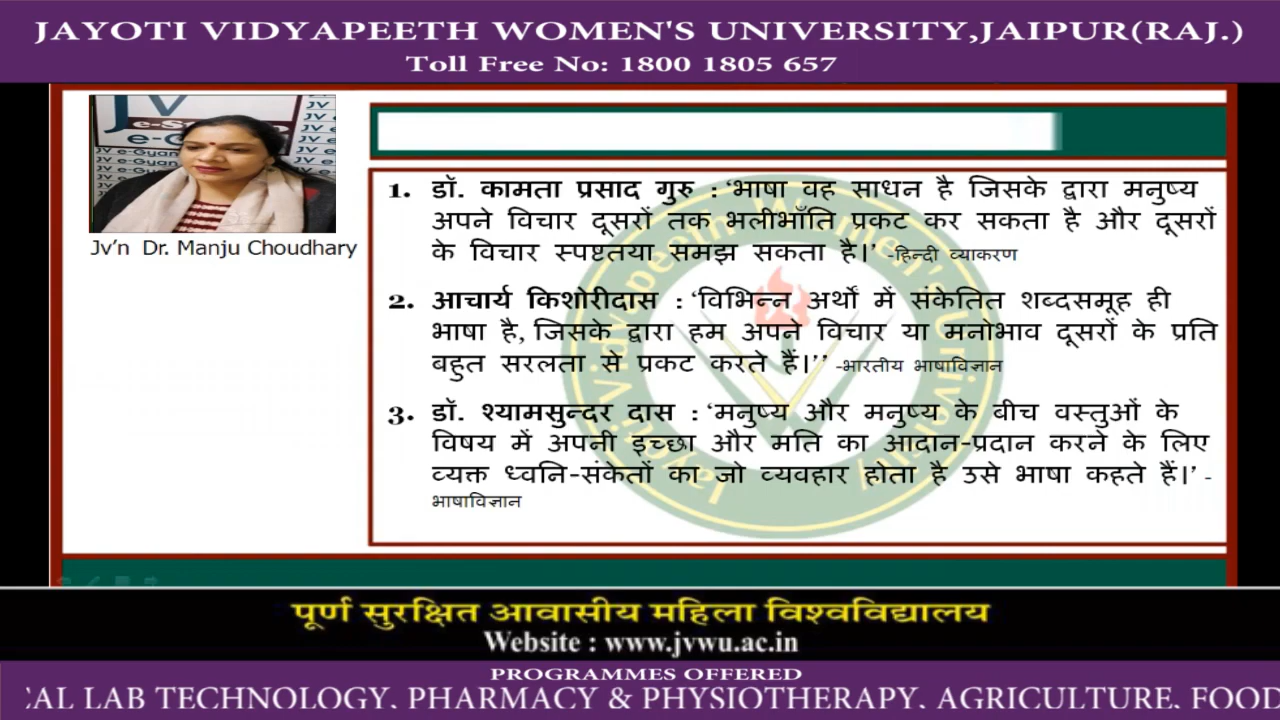 JAYOTI VIDYAPEETH WOMEN'S UNIVERSITY,JAIPUR(RAJ.)
Toll Free No: 1800 1805 657
Jv'n Dr. Manju Choudhary
1. डॉ. कामता प्रसाद गुरु : 'भाषा वह साधन है जिसके द्वारा मनुष्य
अपने विचार दूसरों तक भलीभाँति प्रकट कर सकता है और दूसरों
के विचार स्पष्टतया समझ सकता है।' -हिन्दी व्याकरण
2. आचार्य किशोरीदास : 'विभिन्न अर्थों में संकेतित शब्दसमूह ही
भाषा है, जिसके द्वारा हम अपने विचार या मनोभाव दूसरों के प्रति
बहुत सरलता से प्रकट करते हैं।'' -भारतीय भाषाविज्ञान
3. डॉ. श्यामसुन्दर दास : 'मनुष्य और मनुष्य के बीच वस्तुओं के
विषय में अपनी इच्छा और मति का आदान-प्रदान करने के लिए
व्यक्त ध्वनि-संकेतों का जो व्यवहार होता है उसे भाषा कहते हैं।' -
भाषाविज्ञान
पूर्ण सुरक्षित आवासीय महिला विश्वविद्यालय
Website : www.jvwu.ac.in
PROGRAMMES OFFERED
CAL LAB TECHNOLOGY, PHARMACY & PHYSIOTHERAPY, AGRICULTURE, FOOD